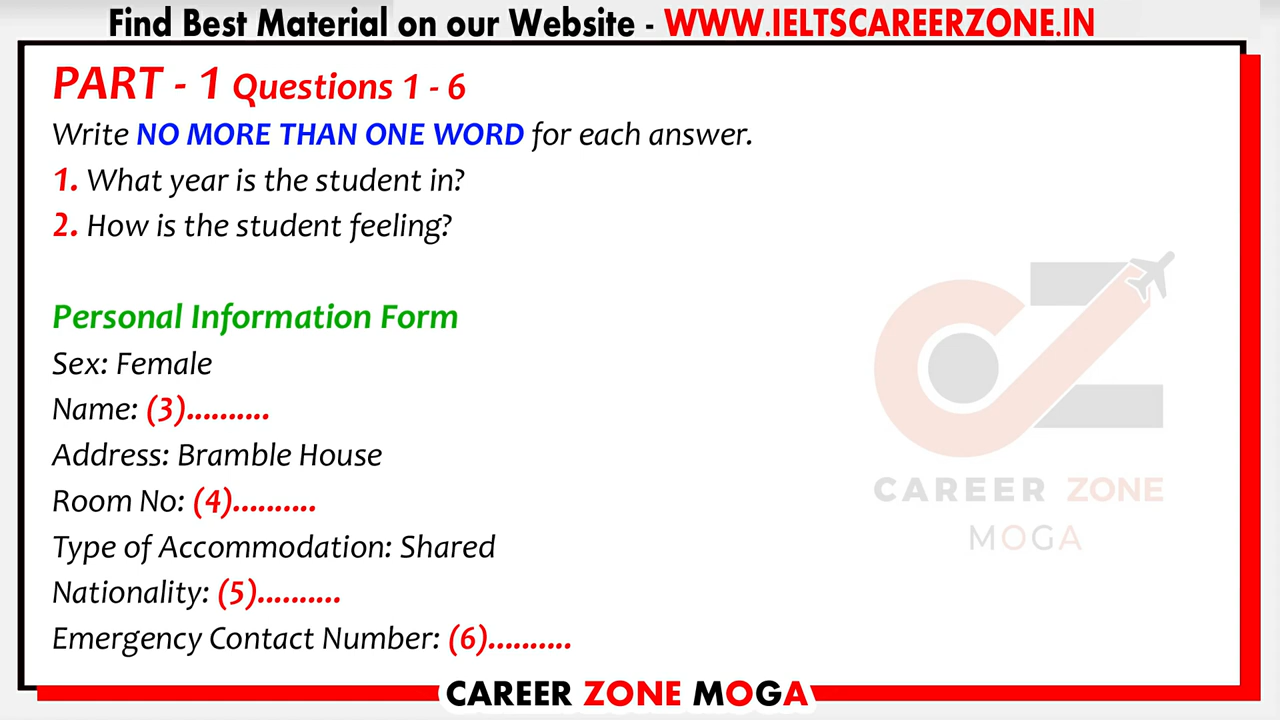 Find Best Material on our Website - WWW.IELTSCAREERZONE.IN
PART - 1 Questions 1 - 6
Write NO MORE THAN ONE WORD for each answer.
1. What year is the student in?
2. How is the student feeling?
Personal Information Form
Sex: Female
Name: (3)..........
Address: Bramble House
Room No: (4)..........
Type of Accommodation: Shared
Nationality: (5)..........
Emergency Contact Number: (6)..........
CAREER ZONE
MOGA
CAREER ZONE MOGA